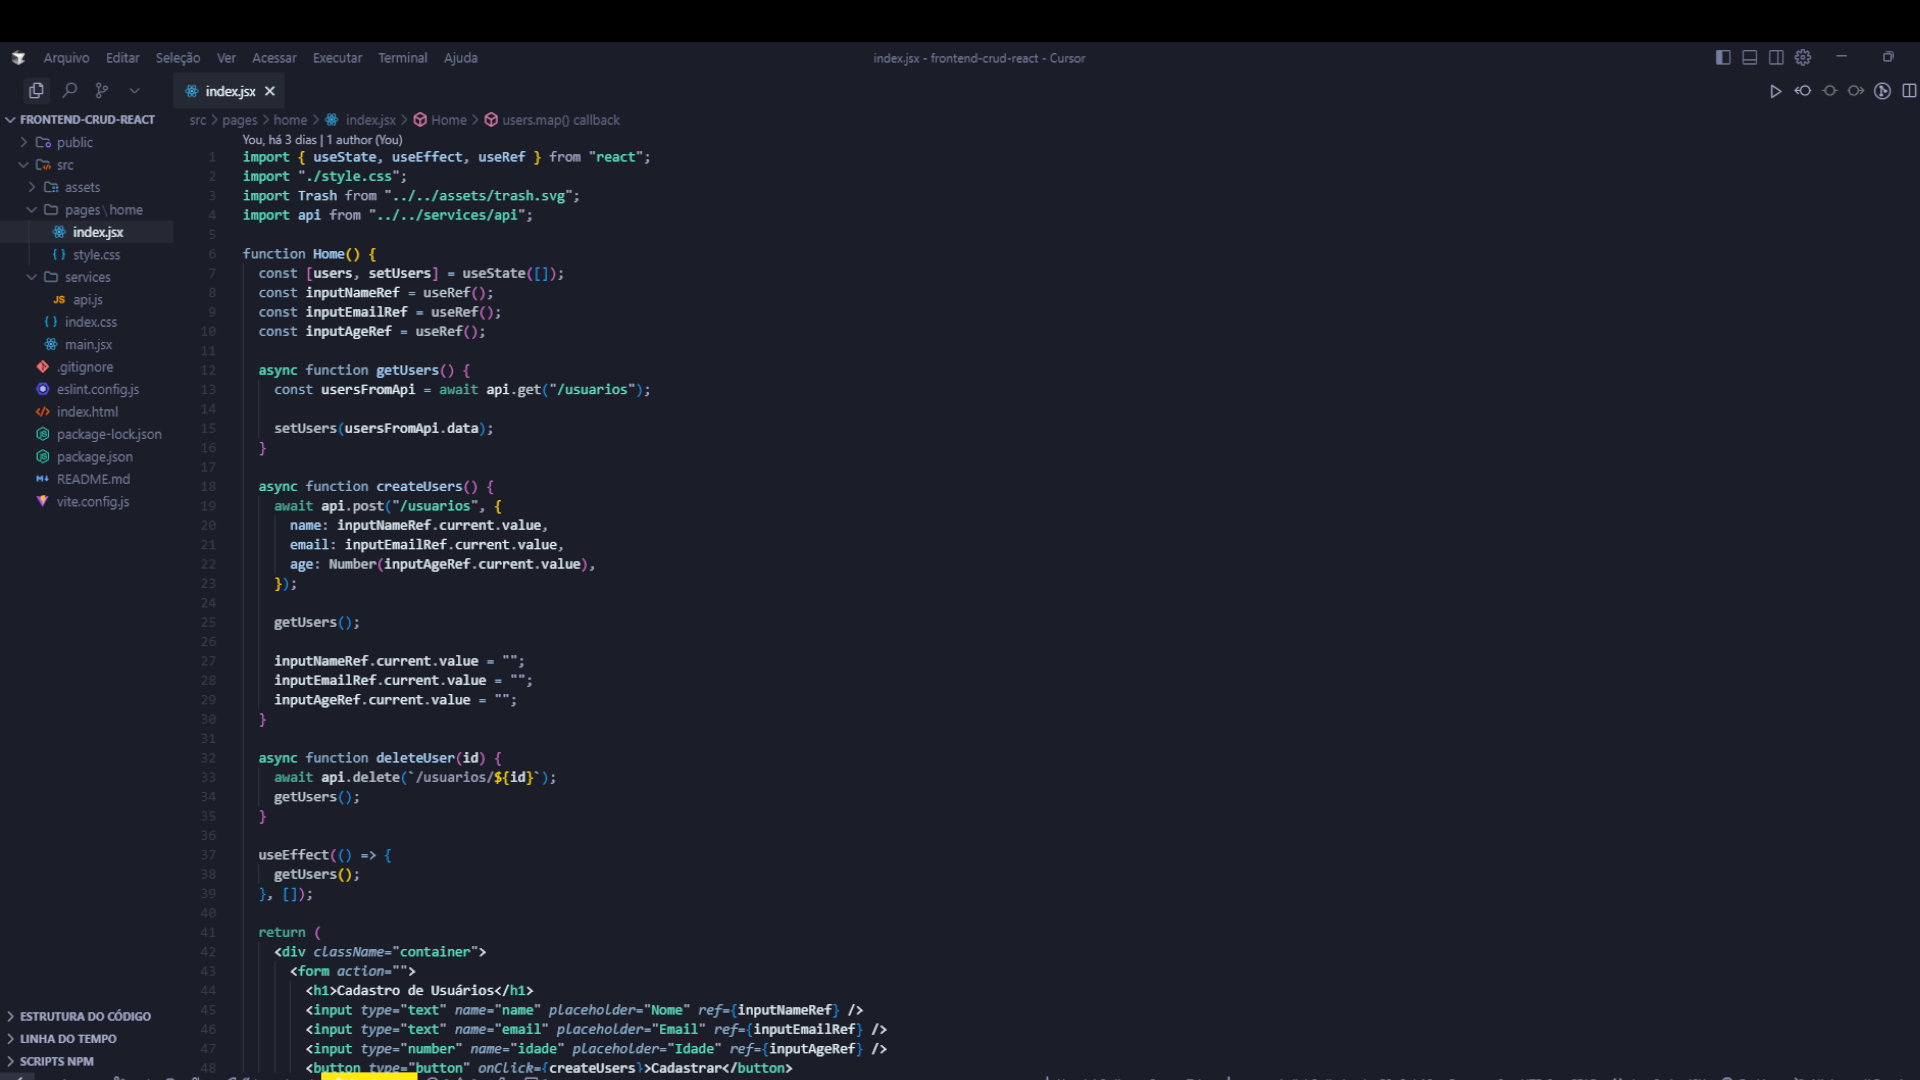 Arquivo Editar Seleção Ver Acessar Executar Terminal Ajuda
index.jsx - frontend-crud-react - Cursor
index.jsx
FRONTEND-CRUD-REACT
public
src
assets
pages\home
index.jsx
style.css
services
JS api.js
index.css
main.jsx
.gitignore
eslint.config.js
index.html
package-lock.json
package.json
README.md
vite.config.js
ESTRUTURA DO CÓDIGO
LINHA DO TEMPO
SCRIPTS NPM
src > pages > home > index.jsx > Home > users.map() callback
You, há 3 dias | 1 author (You)
1 import { useState, useEffect, useRef } from "react";
2 import "./style.css";
3 import Trash from "../../assets/trash.svg";
4 import api from "../../services/api";
5
6 function Home() {
7 const [users, setUsers] = useState([]);
8 const inputNameRef = useRef();
9 const inputEmailRef = useRef();
10 const inputAgeRef = useRef();
11
12 async function getUsers() {
13 const usersFromApi = await api.get("/usuarios");
14
15 setUsers(usersFromApi.data);
16 }
17
18 async function createUsers() {
19 await api.post("/usuarios", {
20 name: inputNameRef.current.value,
21 email: inputEmailRef.current.value,
22 age: Number(inputAgeRef.current.value),
23 });
24
25 getUsers();
26
27 inputNameRef.current.value = "";
28 inputEmailRef.current.value = "";
29 inputAgeRef.current.value = "";
30 }
31
32 async function deleteUser(id) {
33 await api.delete(`/usuarios/${id}`);
34 getUsers();
35 }
36
37 useEffect(() => {
38 getUsers();
39 }, []);
40
41 return (
42 <div className="container">
43 <form action="">
44 <h1>Cadastro de Usuários</h1>
45 <input type="text" name="name" placeholder="Nome" ref={inputNameRef} />
46 <input type="text" name="email" placeholder="Email" ref={inputEmailRef} />
47 <input type="number" name="idade" placeholder="Idade" ref={inputAgeRef} />
48 <button type="button" onClick={createUsers}>Cadastrar</button>